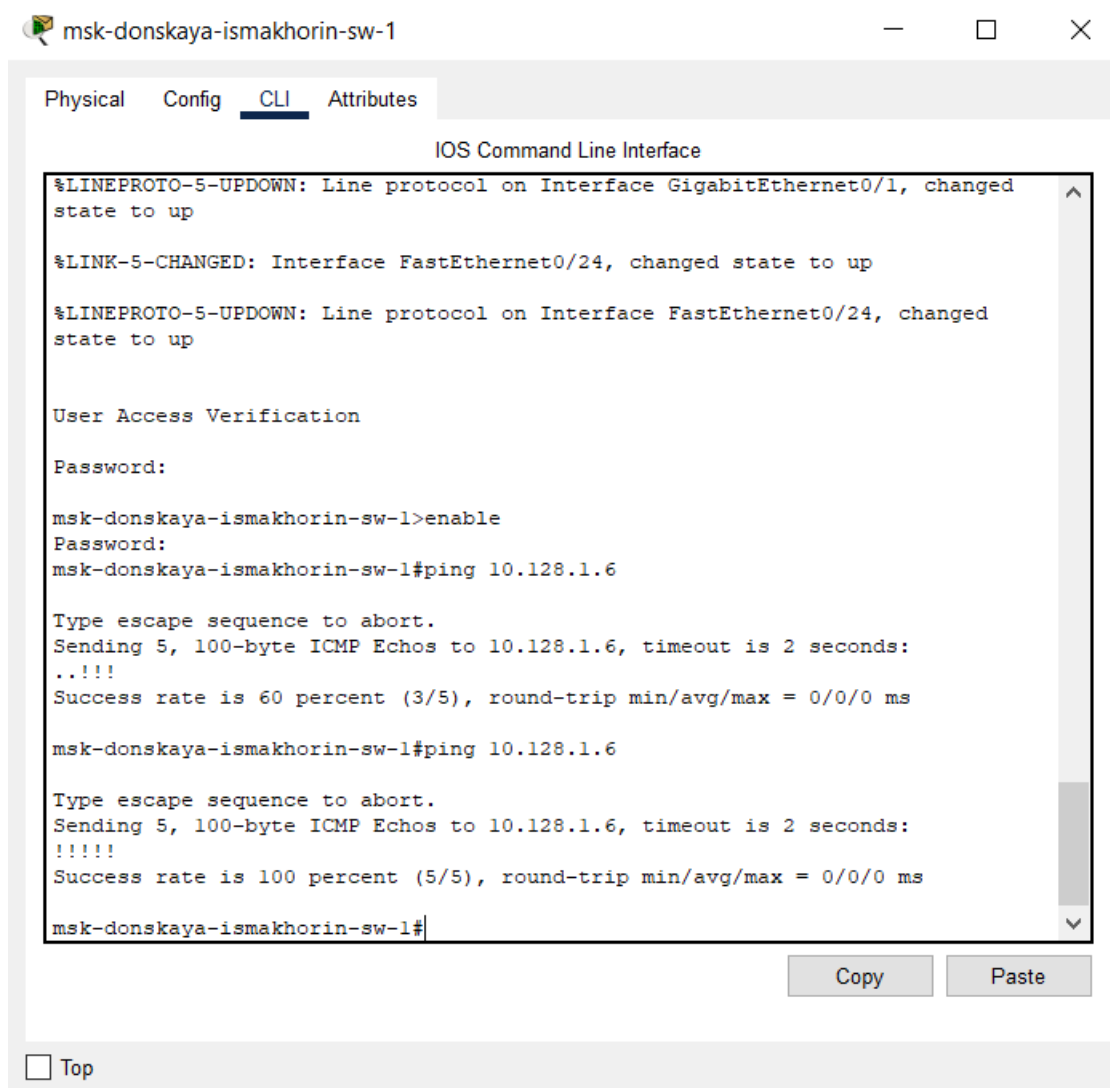 msk-donskaya-ismakhorin-sw-1
Physical Config CLI Attributes
IOS Command Line Interface
%LINEPROTO-5-UPDOWN: Line protocol on Interface GigabitEthernet0/1, changed
state to up
%LINK-5-CHANGED: Interface FastEthernet0/24, changed state to up
%LINEPROTO-5-UPDOWN: Line protocol on Interface FastEthernet0/24, changed
state to up
User Access Verification
Password:
msk-donskaya-ismakhorin-sw-1>enable
Password:
msk-donskaya-ismakhorin-sw-1#ping 10.128.1.6
Type escape sequence to abort.
Sending 5, 100-byte ICMP Echos to 10.128.1.6, timeout is 2 seconds:
..!!!
Success rate is 60 percent (3/5), round-trip min/avg/max = 0/0/0 ms
msk-donskaya-ismakhorin-sw-1#ping 10.128.1.6
Type escape sequence to abort.
Sending 5, 100-byte ICMP Echos to 10.128.1.6, timeout is 2 seconds:
!!!!!
Success rate is 100 percent (5/5), round-trip min/avg/max = 0/0/0 ms
msk-donskaya-ismakhorin-sw-1#
Copy Paste
Top